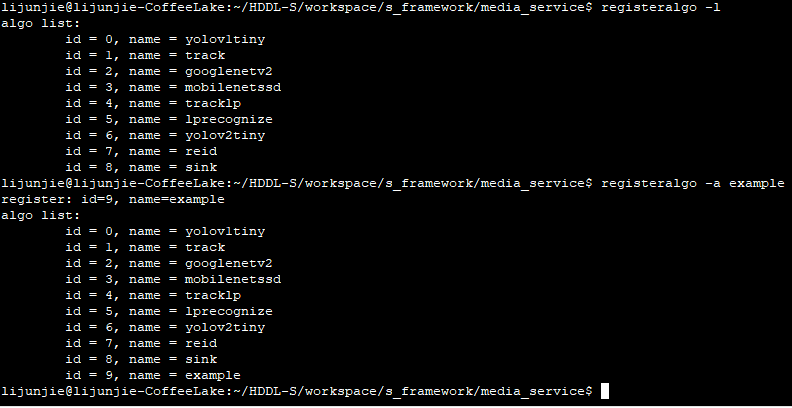 lijunjie@lijunjie-CoffeeLake:~/HDDL-S/workspace/s_framework/media_service$ registeralgo -l
algo list:
id = 0, name = yolov1tiny
id = 1, name = track
id = 2, name = googlenetv2
id = 3, name = mobilenetssd
id = 4, name = tracklp
id = 5, name = lprecognize
id = 6, name = yolov2tiny
id = 7, name = reid
id = 8, name = sink
lijunjie@lijunjie-CoffeeLake:~/HDDL-S/workspace/s_framework/media_service$ registeralgo -a example
register: id=9, name=example
algo list:
id = 0, name = yolov1tiny
id = 1, name = track
id = 2, name = googlenetv2
id = 3, name = mobilenetssd
id = 4, name = tracklp
id = 5, name = lprecognize
id = 6, name = yolov2tiny
id = 7, name = reid
id = 8, name = sink
id = 9, name = example
lijunjie@lijunjie-CoffeeLake:~/HDDL-S/workspace/s_framework/media_service$